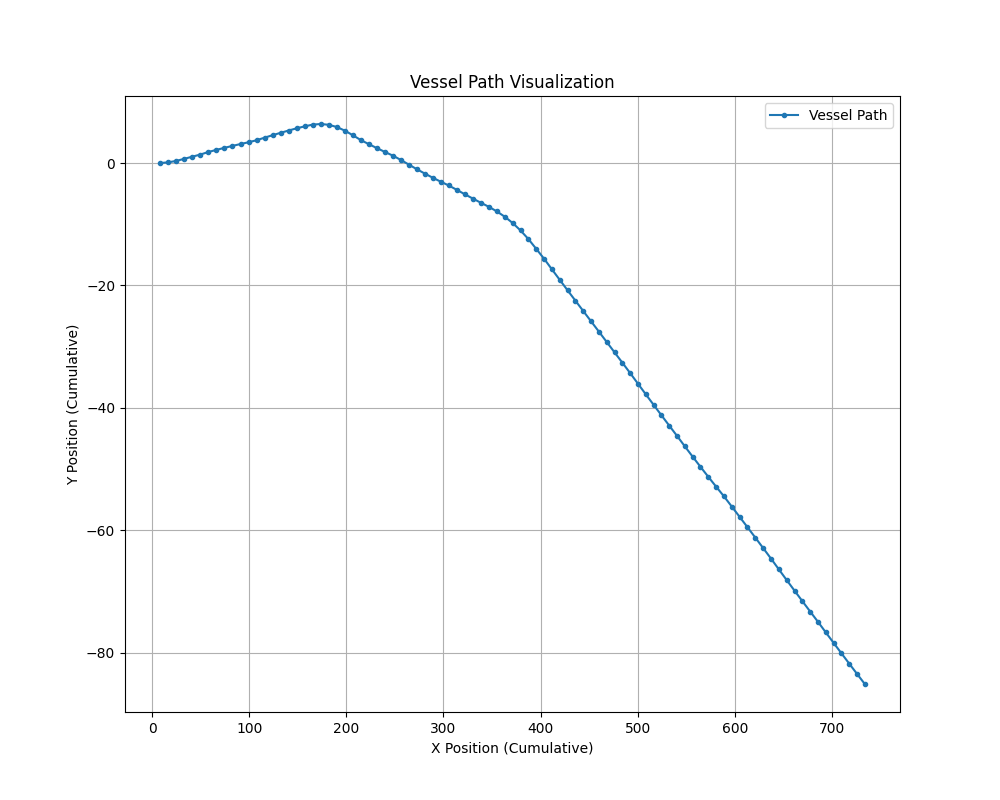 Vessel Path Visualization
Vessel Path
0
−20
−40
−60
−80
Y Position (Cumulative)
0 100 200 300 400 500 600 700
X Position (Cumulative)